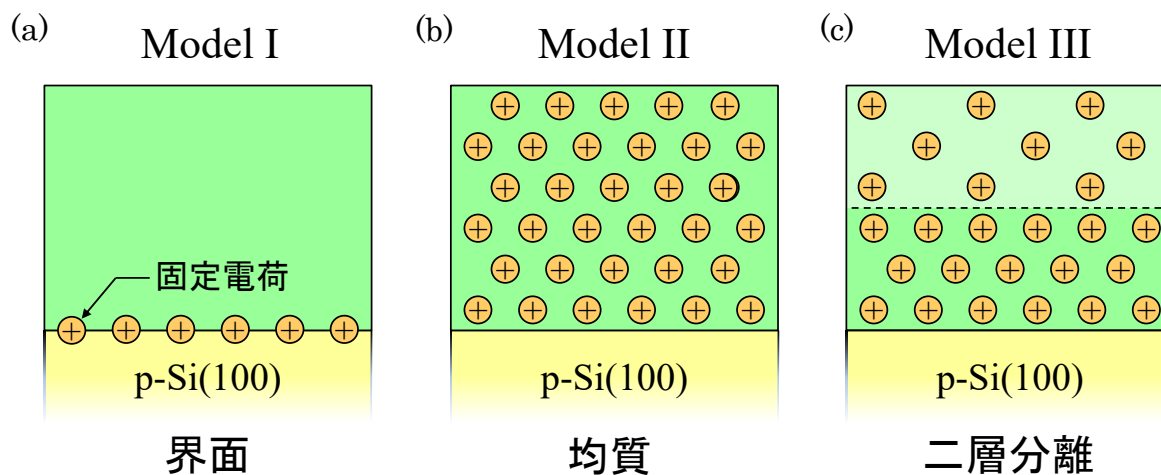 (a)
Model I
固定電荷
p-Si(100)
界面
(b)
Model II
p-Si(100)
均質
(c)
Model III
p-Si(100)
二層分離